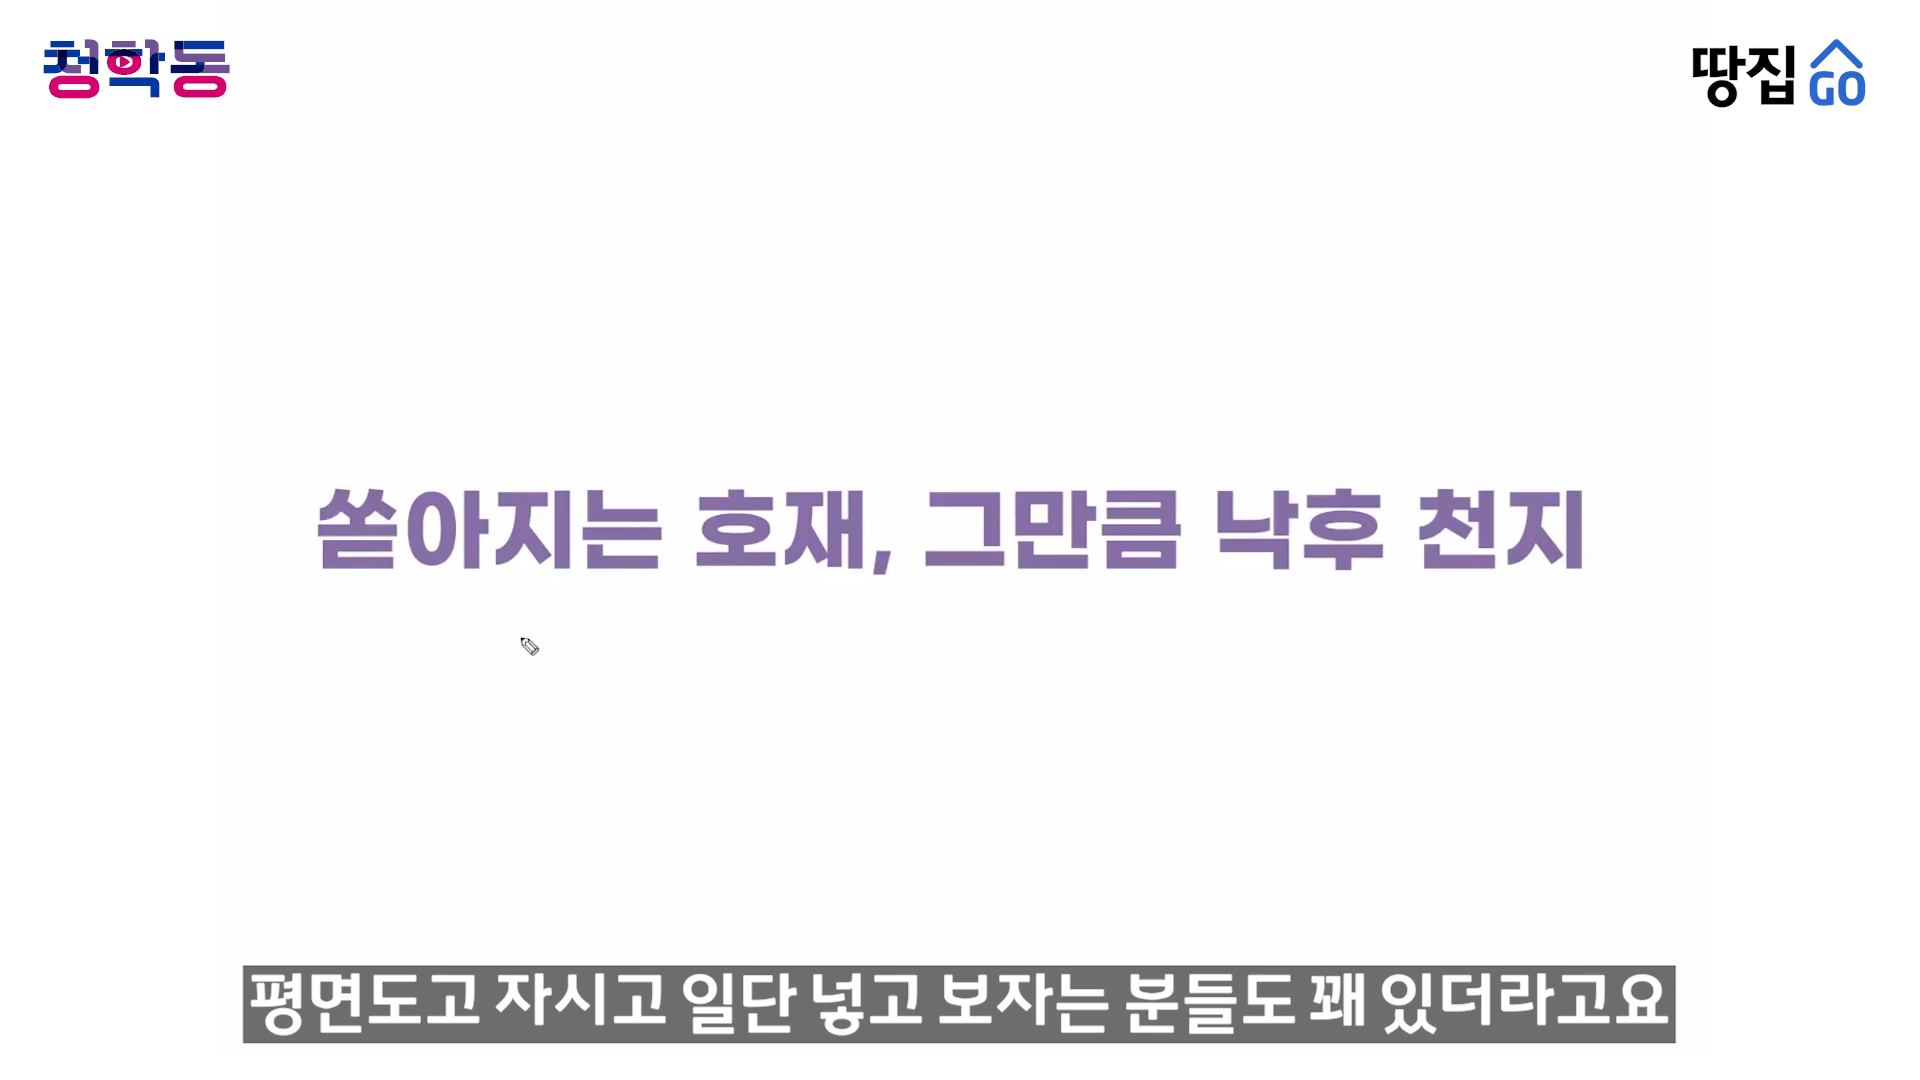 청학동
땅집GO
쏟아지는 호재, 그만큼 낙후 천지
평면도고 자시고 일단 넣고 보자는 분들도 꽤 있더라고요